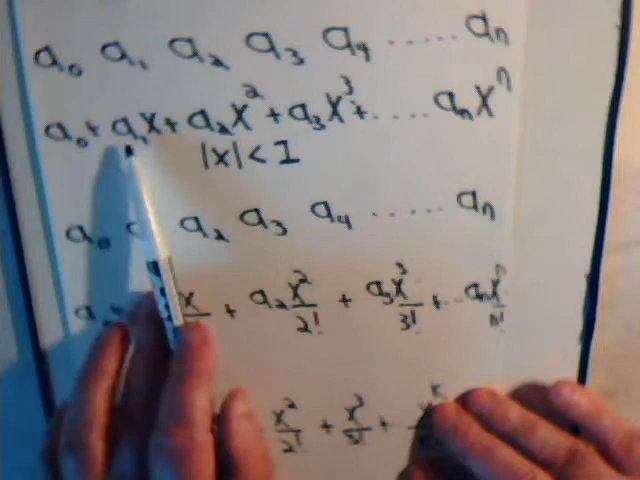 a₀ a₁ a₂ a₃ a₄ ...... aₙ
a₀ + a₁x + a₂x² + a₃x³ + .... aₙxⁿ
|x| < 1
a₀ a₂ a₃ a₄ ...... aₙ
a₀ + x + a₂x²/2! + a₃x³/3! + ... aₙxⁿ/n!
x²/2! + x³/3! +